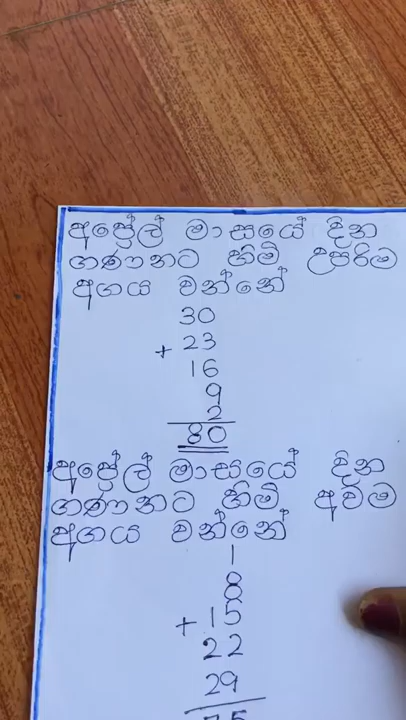 අප්‍රේල් මාසයේ දින
ගණනට හිමි උපරිම
අගය වන්නේ
30
+ 23
16
9
2
80
අප්‍රේල් මාසයේ දින
ගණනට හිමි අවම
අගය වන්නේ
1
8
+ 15
22
29
75